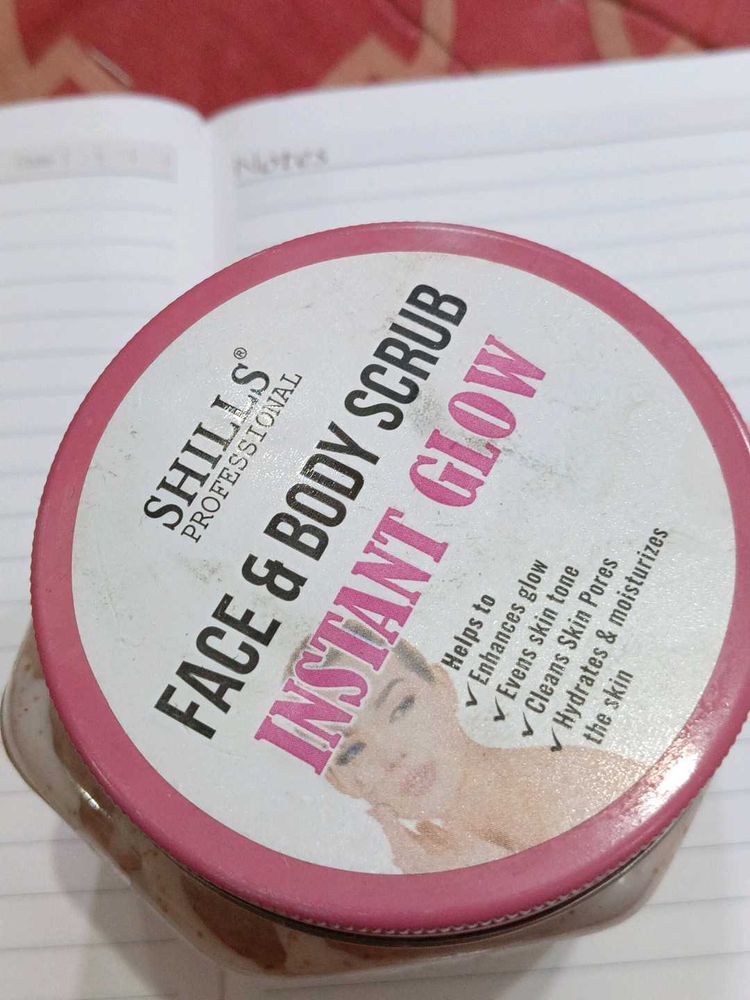 Notes
SHILLS®
PROFESSIONAL
FACE & BODY SCRUB
INSTANT GLOW
Helps to
✓ Enhances glow
✓ Evens skin tone
✓ Cleans Skin Pores
✓ Hydrates & moisturizes
the skin